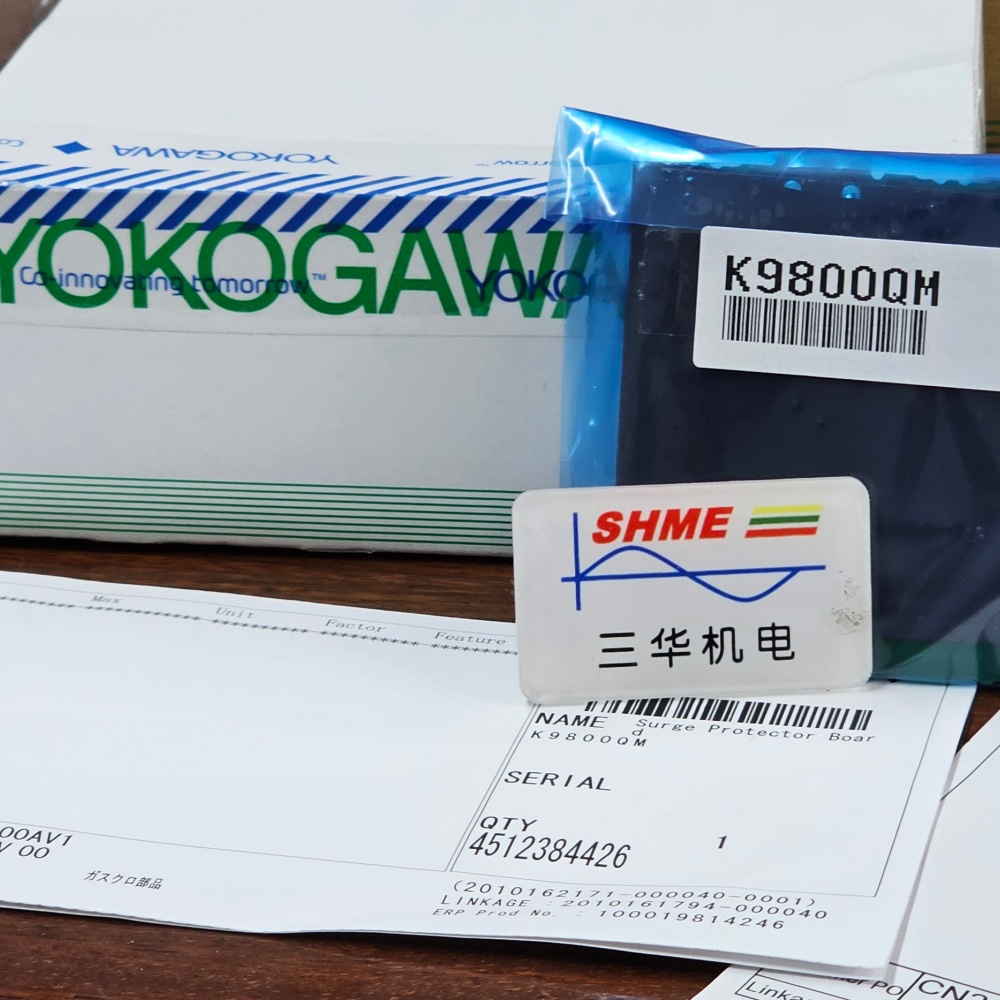 YOKOGAWA
YOKOGAWA
Co-innovating tomorrow™
YOKO
K9800QM
SHME
三华机电
Max
Unit
Factor
Feature
NAME Surge Protector Boar
d
K9800QM
SERIAL
QTY 1
4512384426
00AV1
00
ガスクロ部品
(2010162171-000040-0001)
LINKAGE : 2010161794-000040
ERP Prod No. : 100019814246
PO
CN